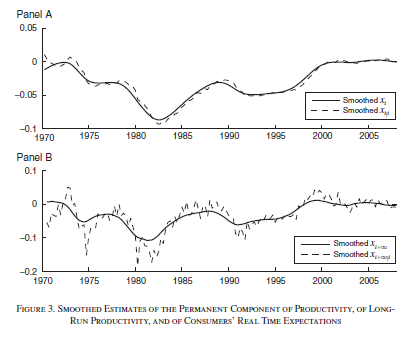 Panel A
0.05
0
−0.05
−0.1
Smoothed x_t
Smoothed x_t|t
1970 1975 1980 1985 1990 1995 2000 2005
Panel B
0.1
0
−0.1
−0.2
Smoothed x_t+∞
Smoothed x_t+∞|t
1970 1975 1980 1985 1990 1995 2000 2005
FIGURE 3. SMOOTHED ESTIMATES OF THE PERMANENT COMPONENT OF PRODUCTIVITY, OF LONG-
RUN PRODUCTIVITY, AND OF CONSUMERS' REAL TIME EXPECTATIONS